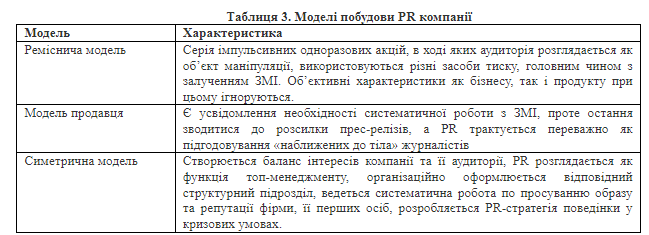 Таблиця 3. Моделі побудови PR компанії
Модель Характеристика
Реміснича модель Серія імпульсивних одноразових акцій, в ході яких аудиторія розглядається як
об’єкт маніпуляції, використовуються різні засоби тиску, головним чином з
залученням ЗМІ. Об’єктивні характеристики як бізнесу, так і продукту при
цьому ігноруються.
Модель продавця Є усвідомлення необхідності систематичної роботи з ЗМІ, проте остання
зводитися до розсилки прес-релізів, а PR трактується переважно як
підгодовування «наближених до тіла» журналістів
Симетрична модель Створюється баланс інтересів компанії та її аудиторії, PR розглядається як
функція топ-менеджменту, організаційно оформлюється відповідний
структурний підрозділ, ведеться систематична робота по просуванню образу
та репутації фірми, її перших осіб, розробляється PR-стратегія поведінки у
кризових умовах.